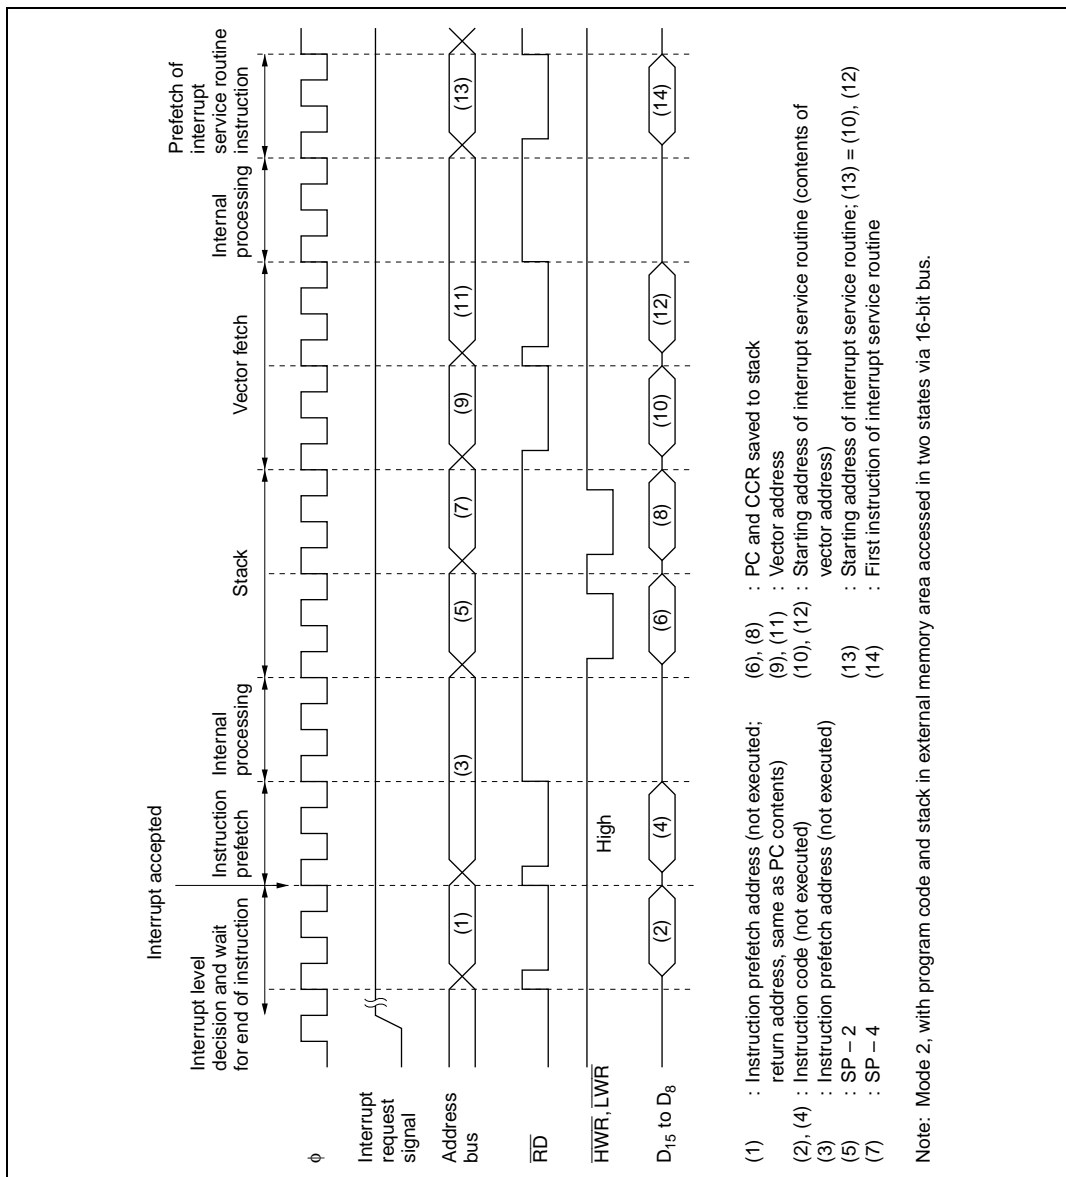 Interrupt accepted
Interrupt level
decision and wait
for end of instruction
Instruction
prefetch
Internal
processing
Stack
Vector fetch
Internal
processing
Prefetch of
interrupt
service routine
instruction
φ
Interrupt
request
signal
Address
bus
(1)
(3)
(5)
(7)
(9)
(11)
(13)
RD
HWR, LWR
High
D15 to D8
(2)
(4)
(6)
(8)
(10)
(12)
(14)
(1) : Instruction prefetch address (not executed;
return address, same as PC contents)
(2), (4) : Instruction code (not executed)
(3) : Instruction prefetch address (not executed)
(5) : SP – 2
(7) : SP – 4
(6), (8) : PC and CCR saved to stack
(9), (11) : Vector address
(10), (12) : Starting address of interrupt service routine (contents of
vector address)
(13) : Starting address of interrupt service routine; (13) = (10), (12)
(14) : First instruction of interrupt service routine
Note: Mode 2, with program code and stack in external memory area accessed in two states via 16-bit bus.